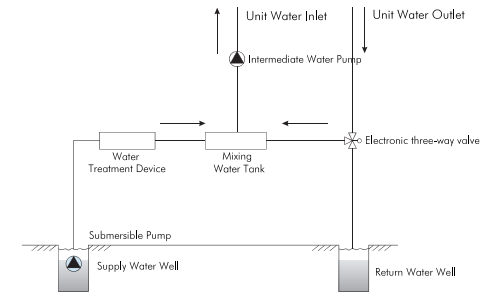 Unit Water Inlet
Unit Water Outlet
Intermediate Water Pump
Electronic three-way valve
Water
Treatment Device
Mixing
Water Tank
Submersible Pump
Supply Water Well
Return Water Well